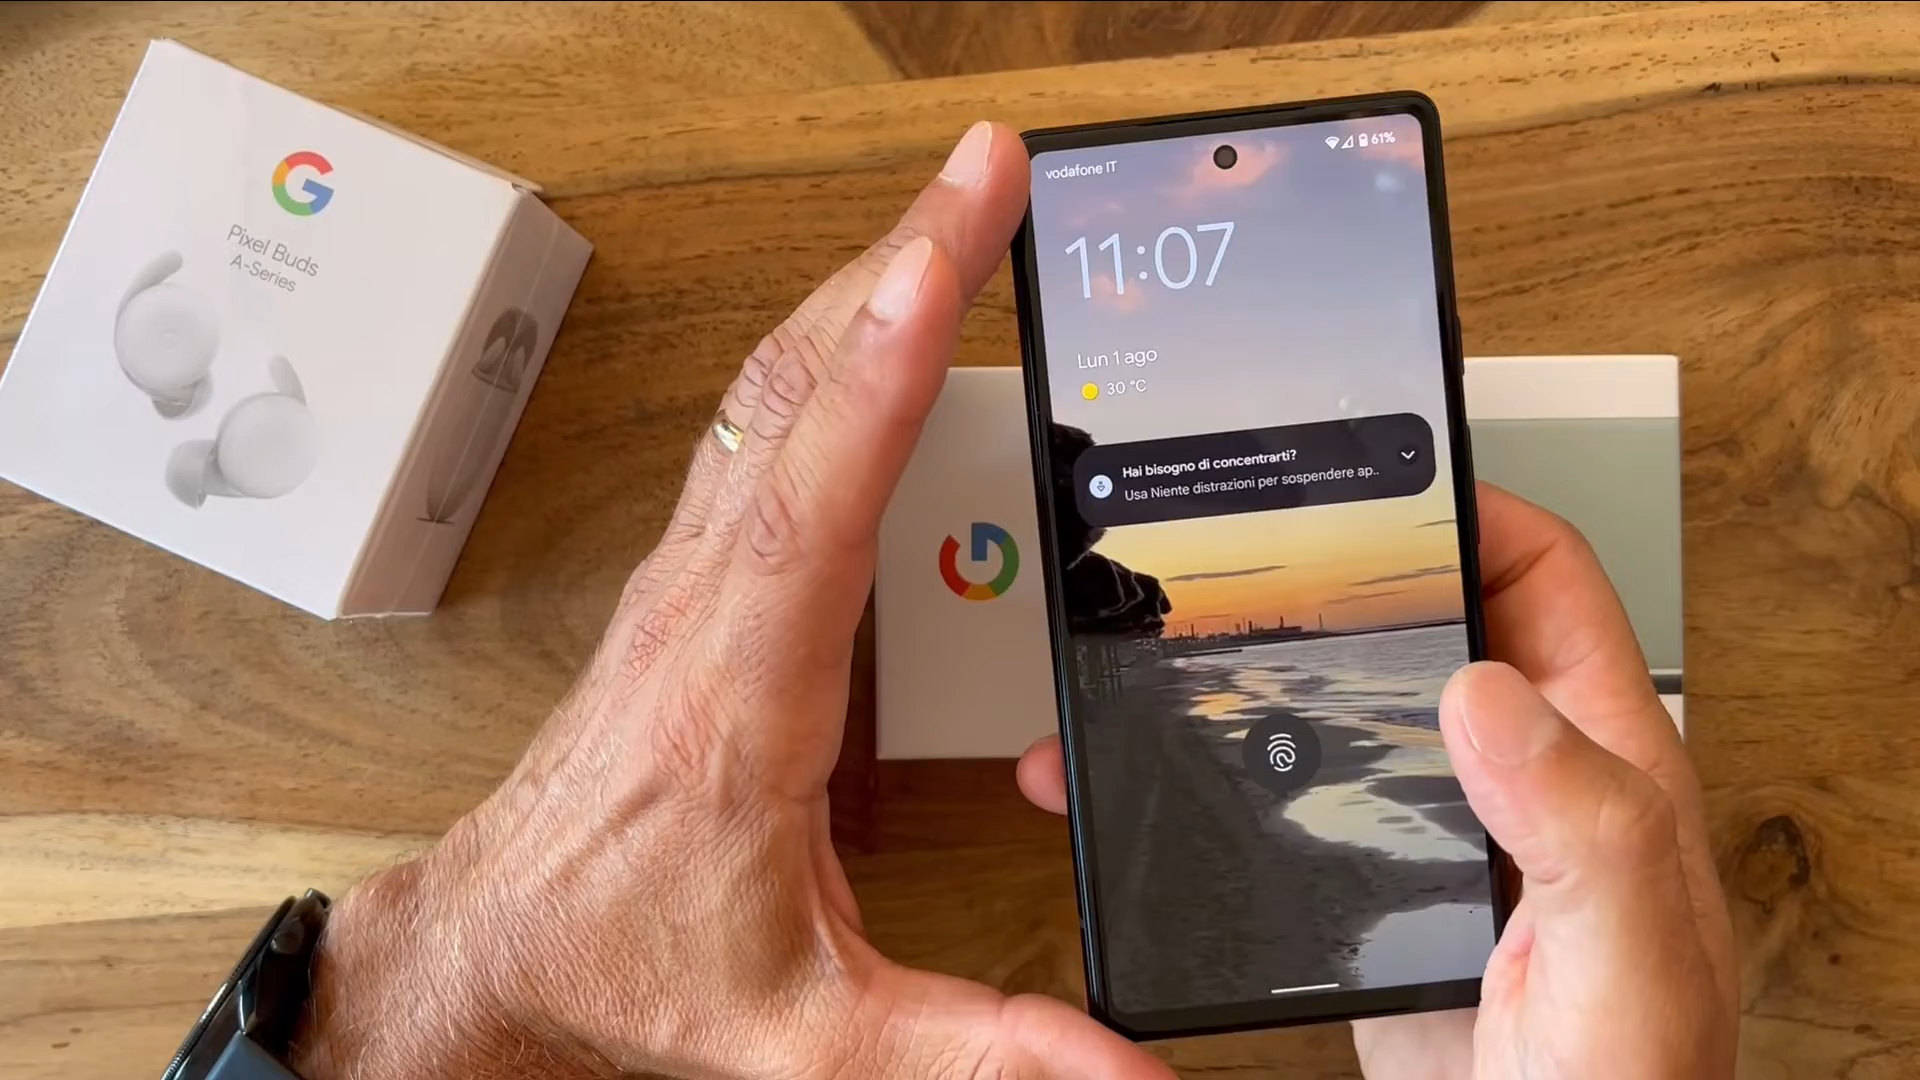 G
Pixel Buds
A-Series
vodafone IT
61%
11:07
Lun 1 ago
30 °C
Hai bisogno di concentrarti?
Usa Niente distrazioni per sospendere ap..
G